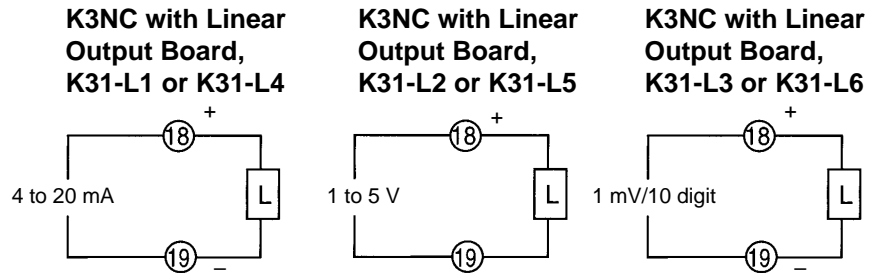 K3NC with Linear
Output Board,
K31-L1 or K31-L4
+
18
4 to 20 mA
L
19
–
K3NC with Linear
Output Board,
K31-L2 or K31-L5
+
18
1 to 5 V
L
19
K3NC with Linear
Output Board,
K31-L3 or K31-L6
+
18
1 mV/10 digit
L
19
–